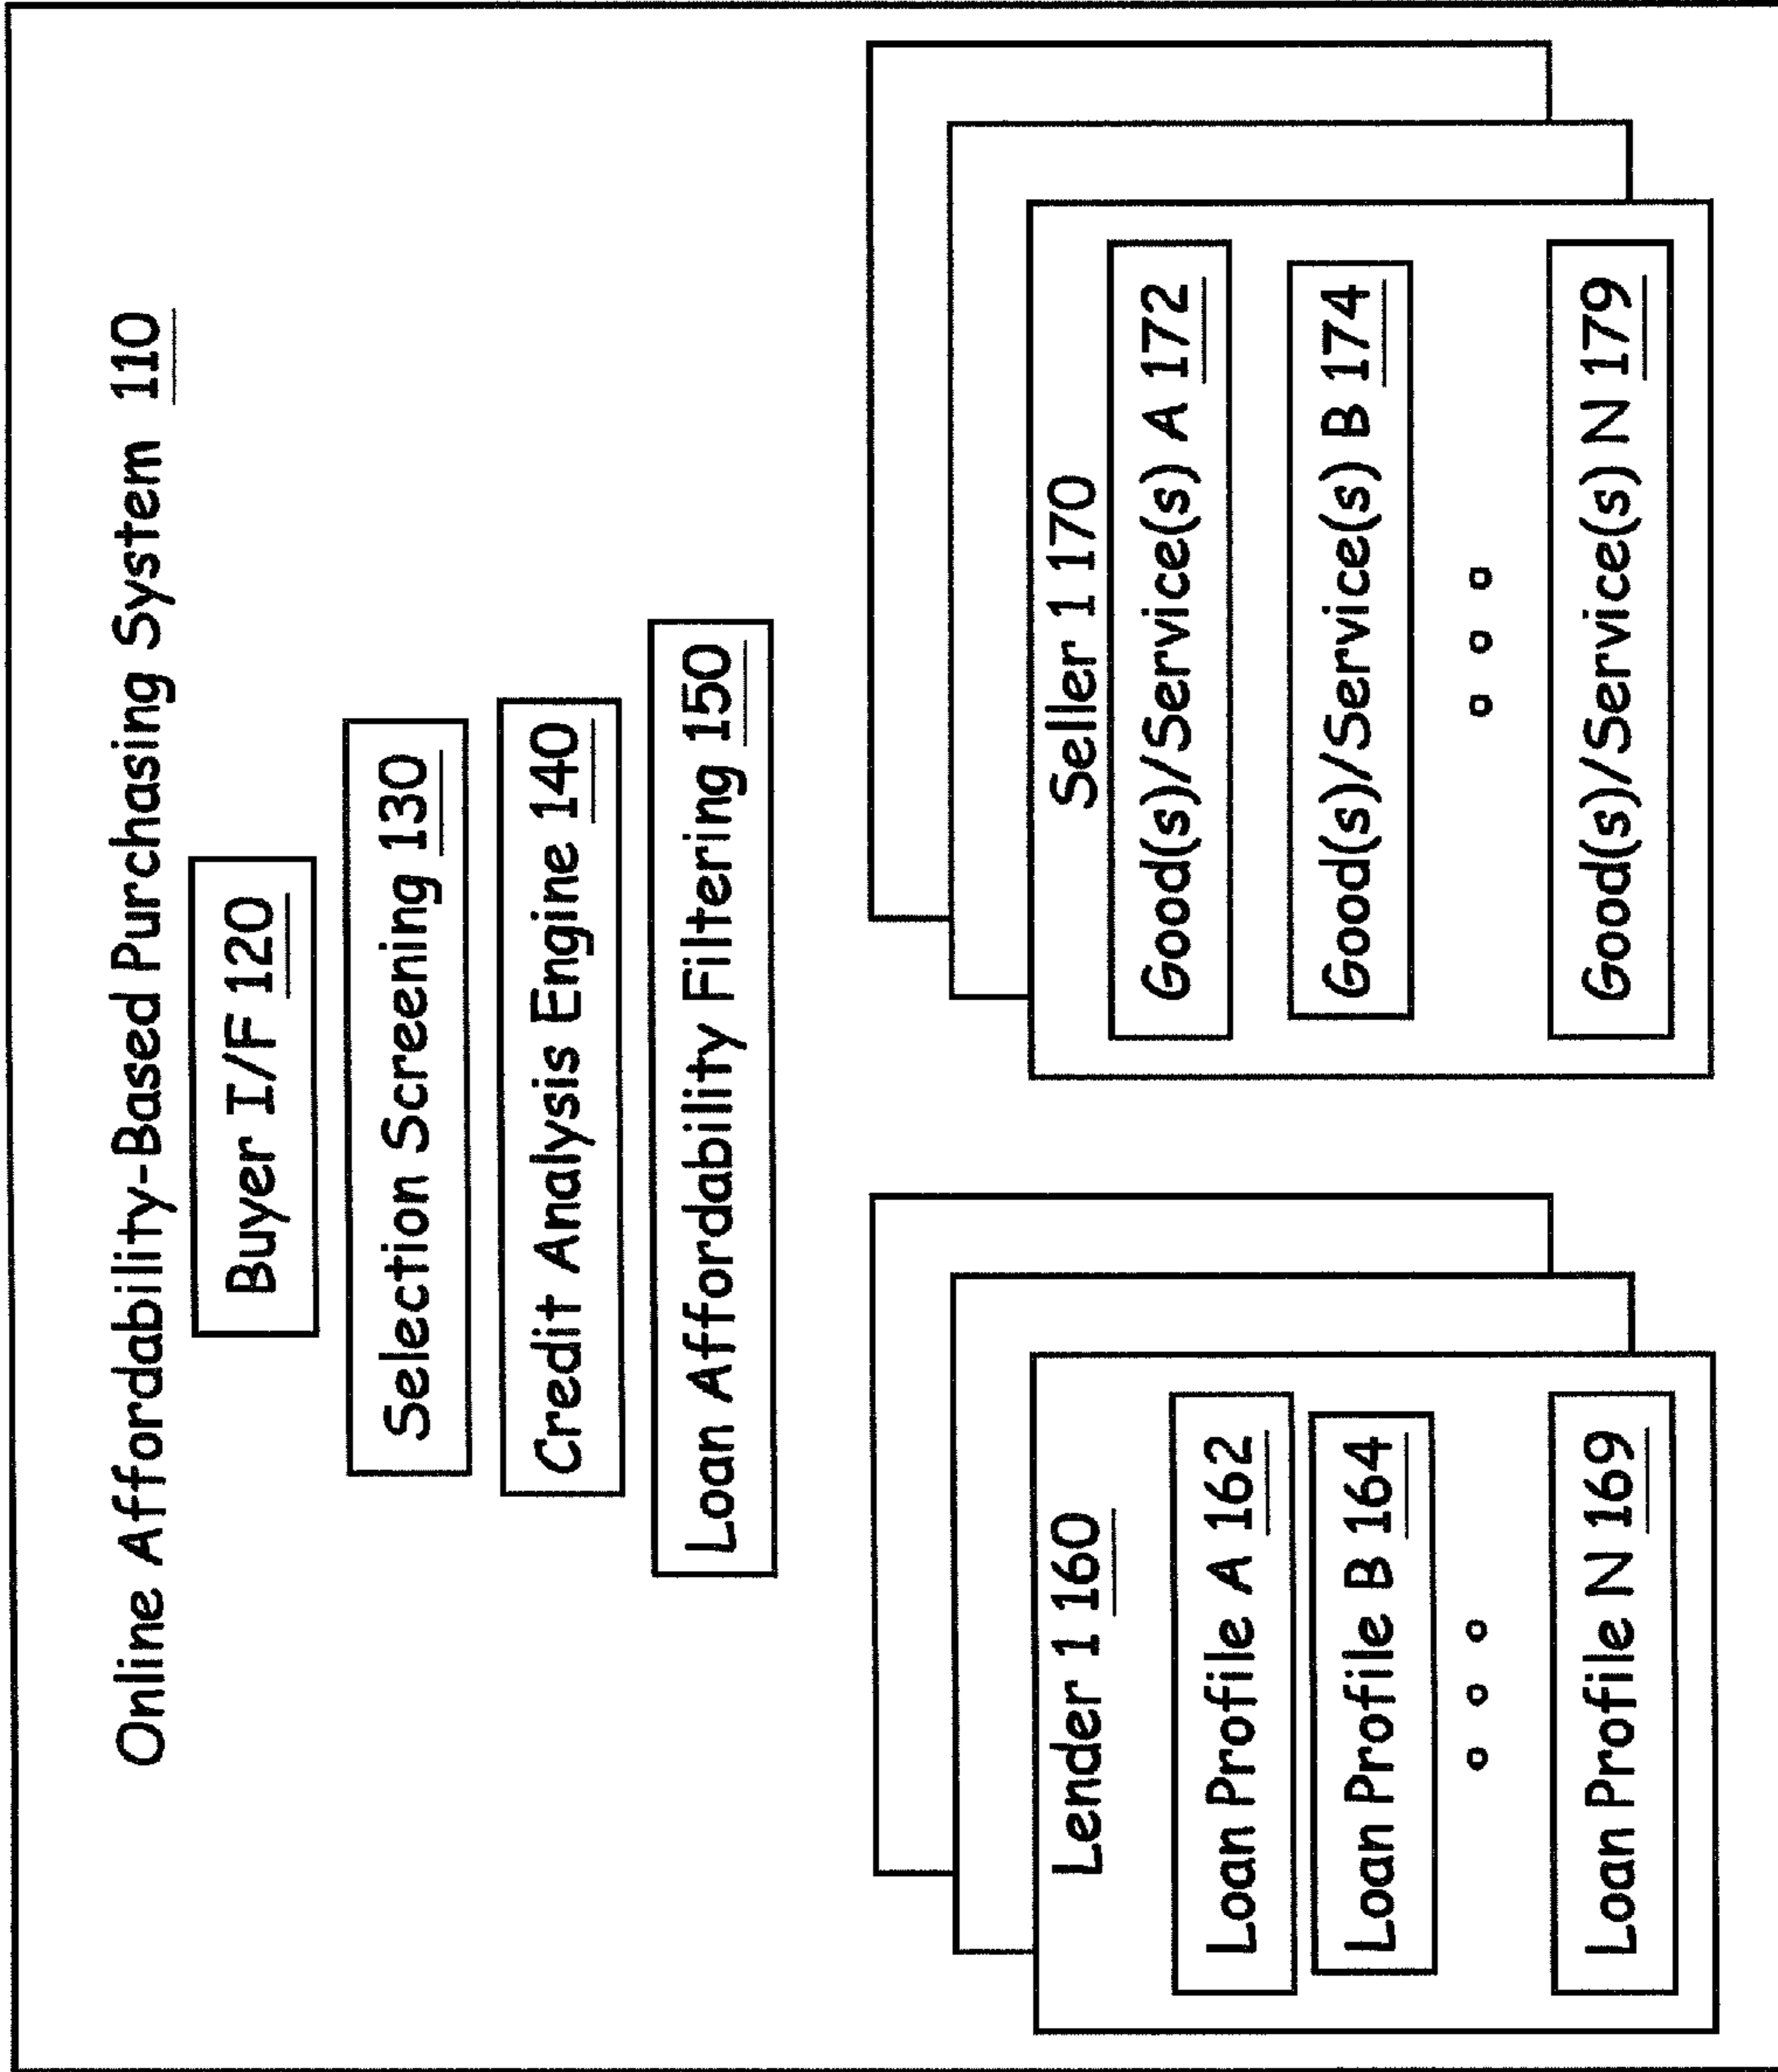 Online Affordability-Based Purchasing System 110
Buyer I/F 120
Selection Screening 130
Credit Analysis Engine 140
Loan Affordability Filtering 150
Lender 1 160
Loan Profile A 162
Loan Profile B 164
Loan Profile N 169
Seller 1 170
Good(s)/Service(s) A 172
Good(s)/Service(s) B 174
Good(s)/Service(s) N 179